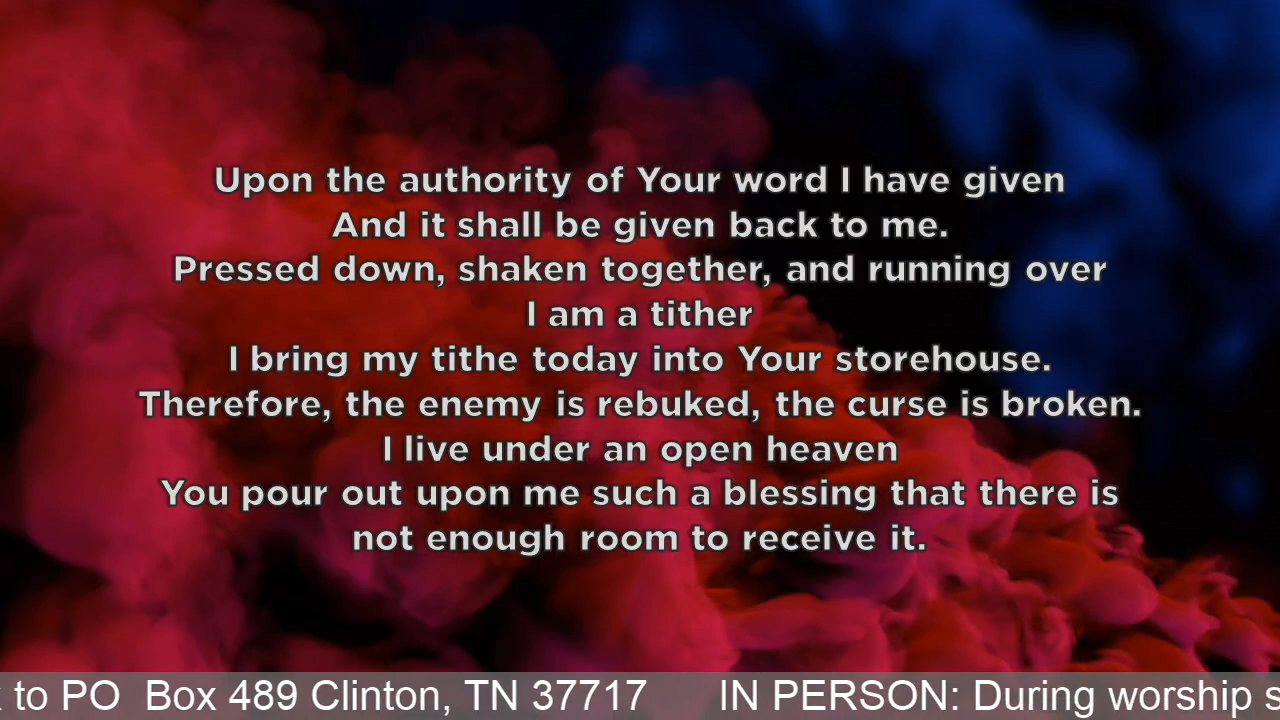 Upon the authority of Your word I have given
And it shall be given back to me.
Pressed down, shaken together, and running over
I am a tither
I bring my tithe today into Your storehouse.
Therefore, the enemy is rebuked, the curse is broken.
I live under an open heaven
You pour out upon me such a blessing that there is
not enough room to receive it.
to PO Box 489 Clinton, TN 37717 IN PERSON: During worship